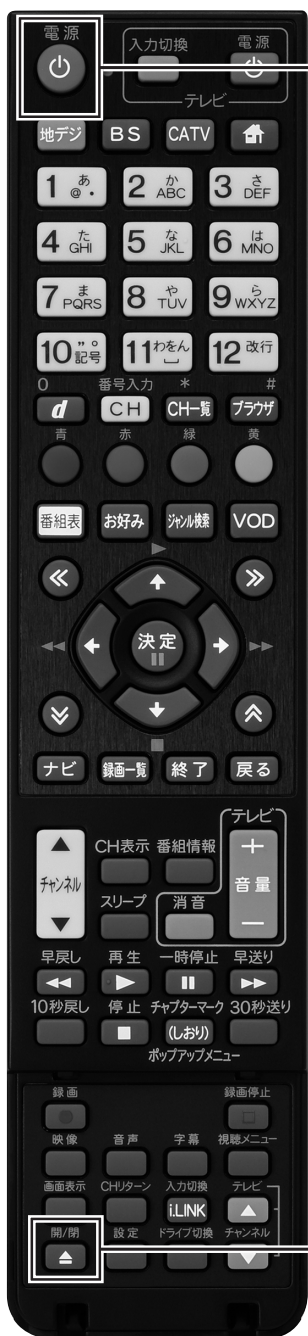 電源 入力切換 電源
テレビ
地デジ BS CATV
1 あ @. 2 か ABC 3 さ DEF
4 た GHI 5 な JKL 6 は MNO
7 ま PQRS 8 や TUV 9 ら WXYZ
10 ゛゜ 記号 11 わをん 12 改行
0 番号入力 * #
d CH CH一覧 ブラウザ
青 赤 緑 黄
番組表 お好み ジャンル検索 VOD
決定
ナビ 録画一覧 終了 戻る
テレビ
CH表示 番組情報 +
チャンネル 音量
スリープ 消音 −
早戻し 再生 一時停止 早送り
10秒戻し 停止 チャプターマーク 30秒送り
(しおり)
ポップアップメニュー
録画 録画停止
映像 音声 字幕 視聴メニュー
画面表示 CHリターン 入力切換 テレビ
i.LINK
開/閉 設定 ドライブ切換 チャンネル